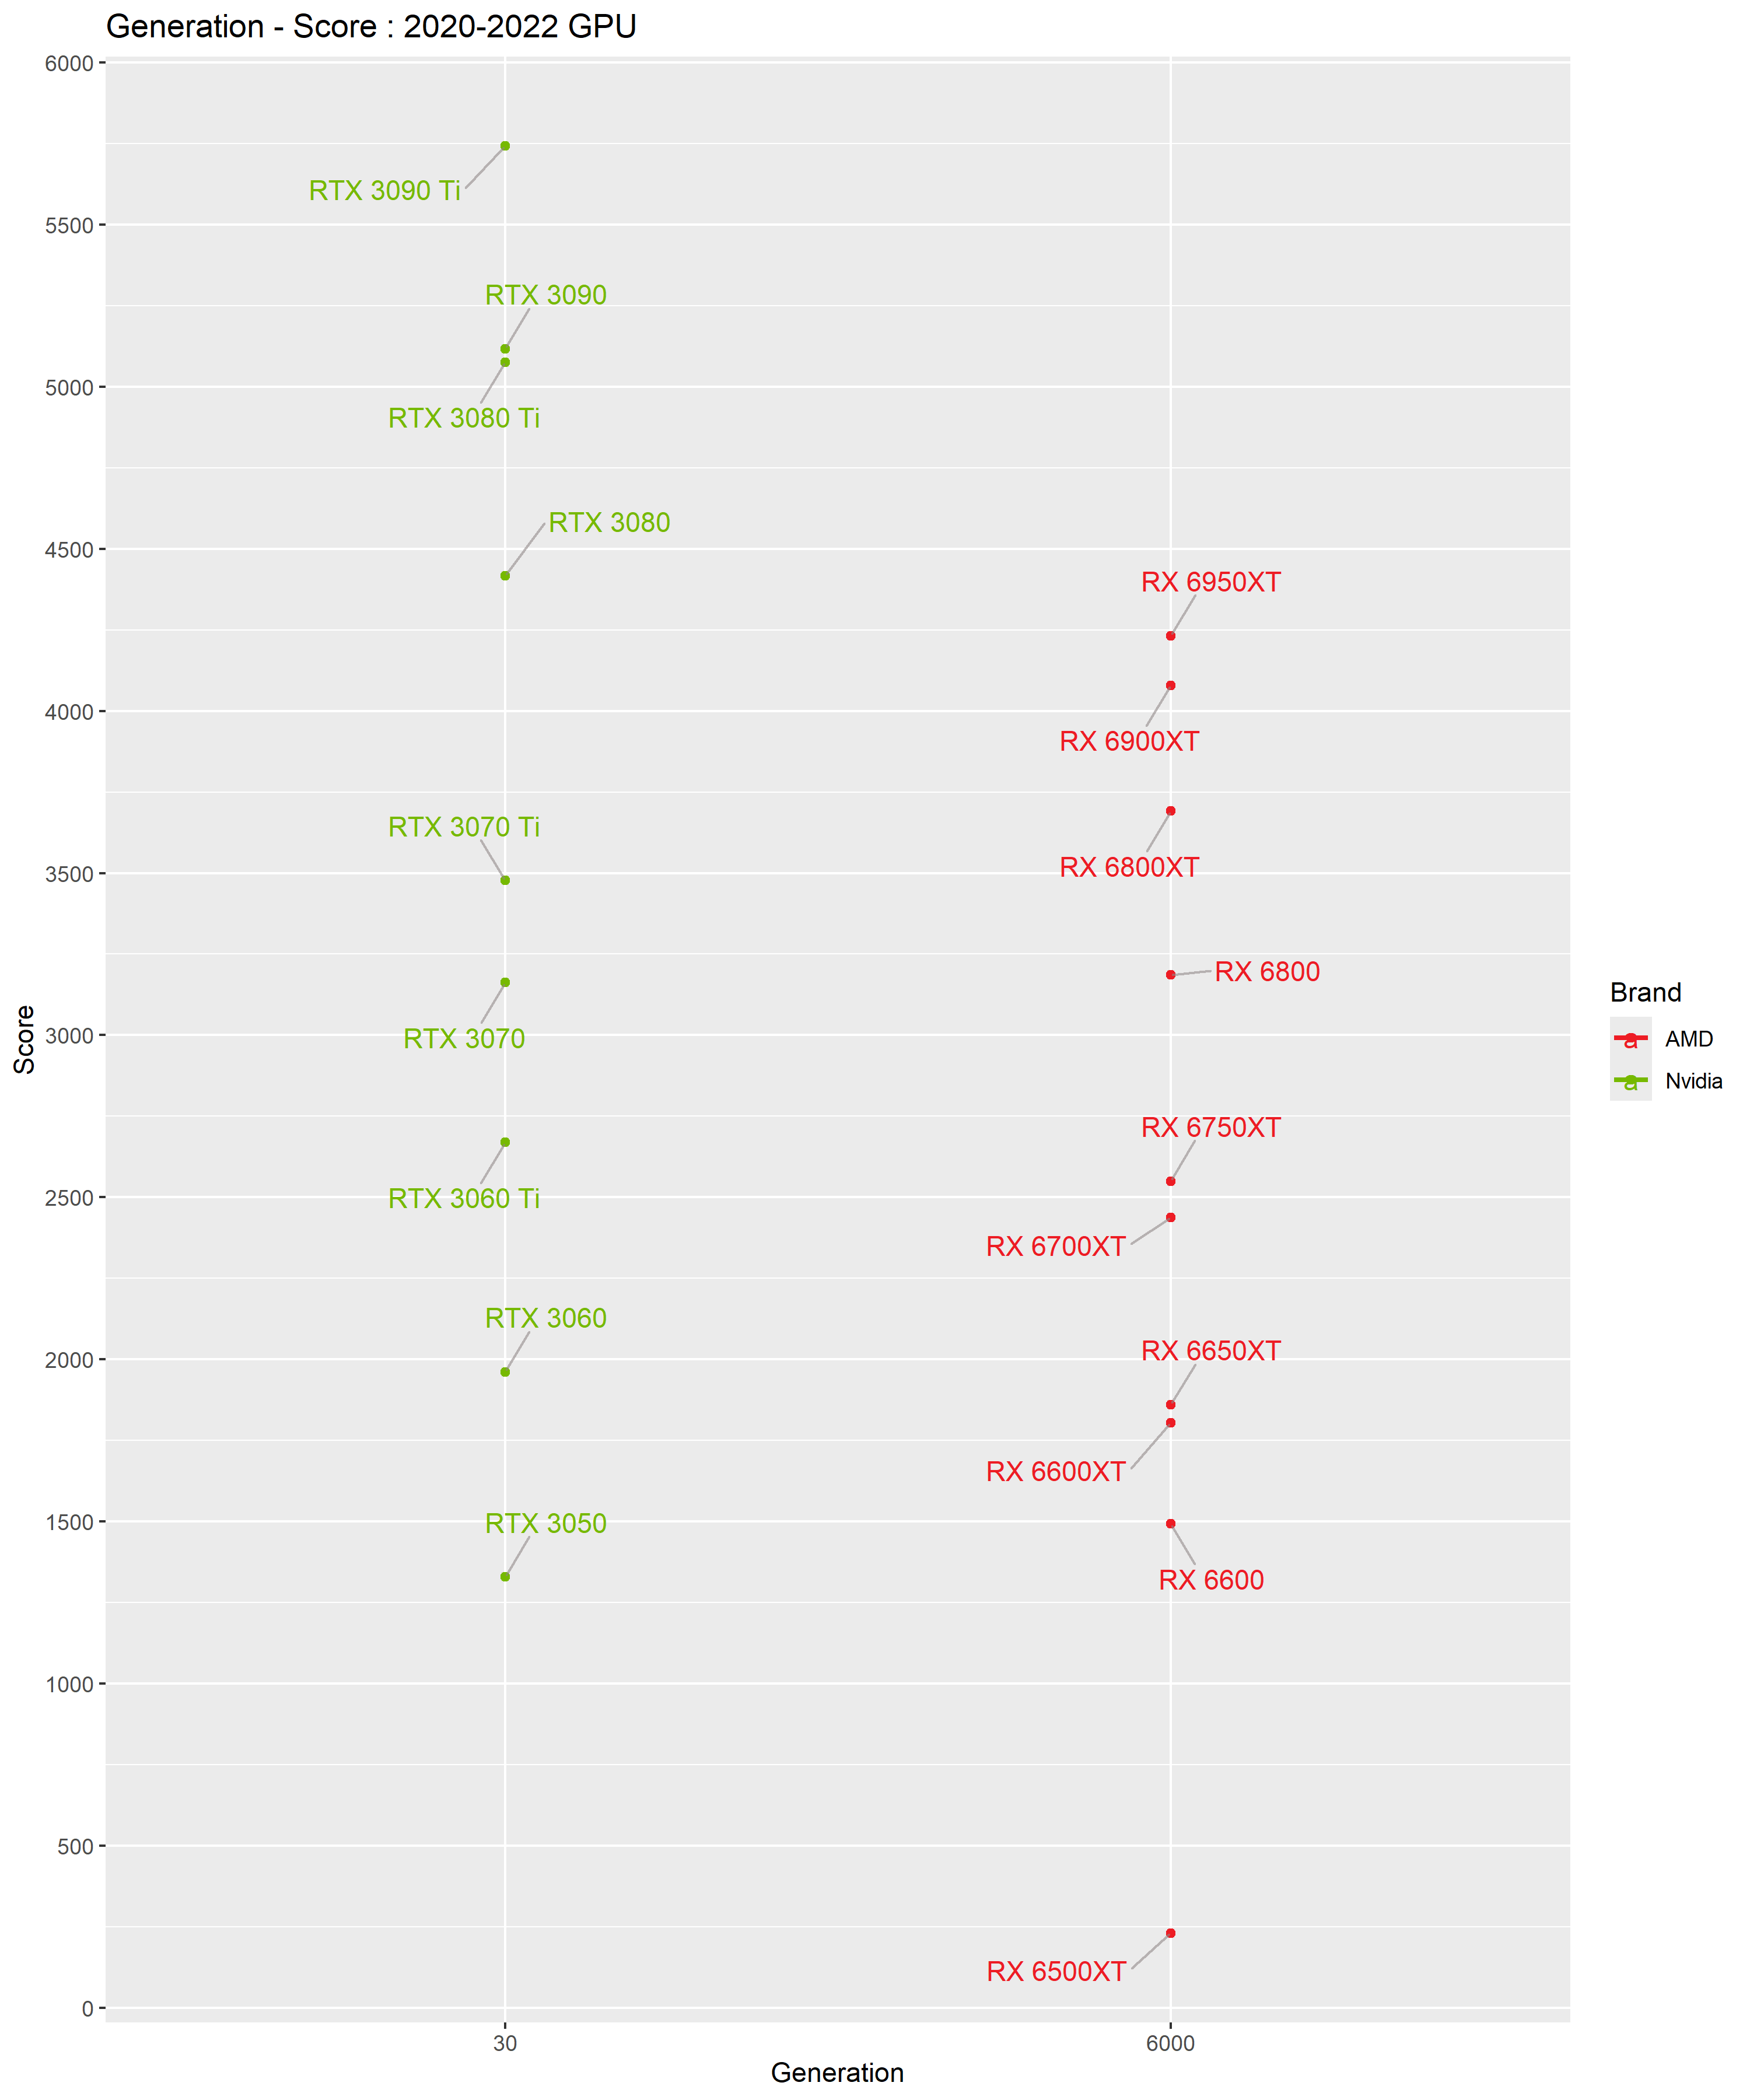 Generation - Score : 2020-2022 GPU
6000
5500
5000
4500
4000
3500
3000
2500
2000
1500
1000
500
0
Score
RTX 3090 Ti
RTX 3090
RTX 3080 Ti
RTX 3080
RTX 3070 Ti
RTX 3070
RTX 3060 Ti
RTX 3060
RTX 3050
RX 6950XT
RX 6900XT
RX 6800XT
RX 6800
RX 6750XT
RX 6700XT
RX 6650XT
RX 6600XT
RX 6600
RX 6500XT
30
6000
Generation
Brand
a AMD
a Nvidia